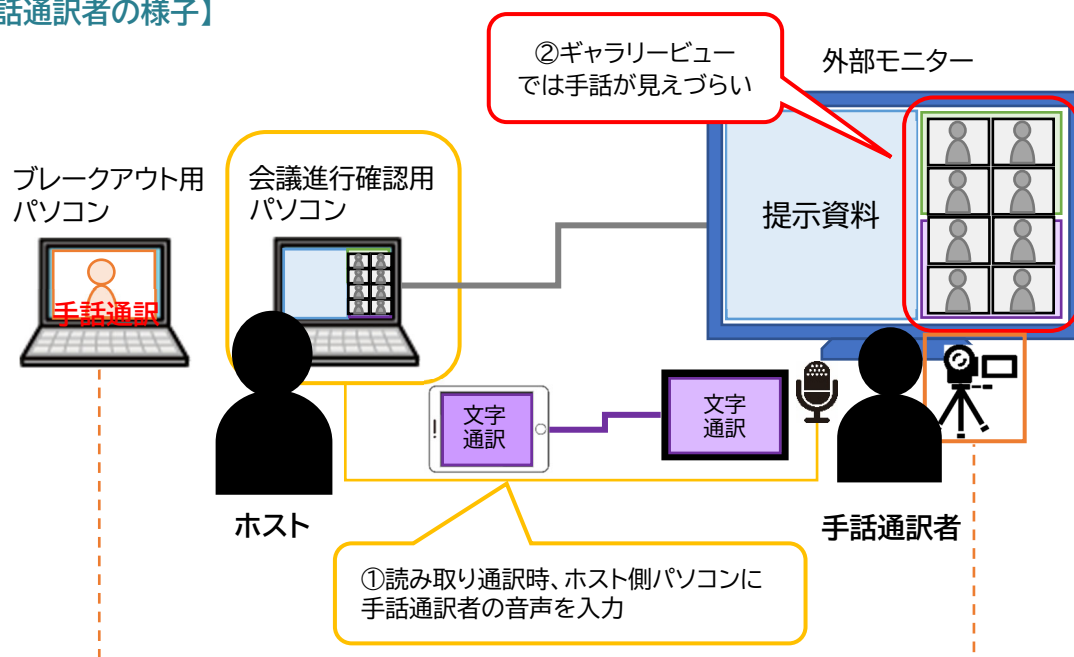 話通訳者の様子】
②ギャラリービュー
では手話が見えづらい
外部モニター
ブレークアウト用
パソコン
会議進行確認用
パソコン
提示資料
手話通訳
文字
通訳
文字
通訳
ホスト
手話通訳者
①読み取り通訳時、ホスト側パソコンに
手話通訳者の音声を入力